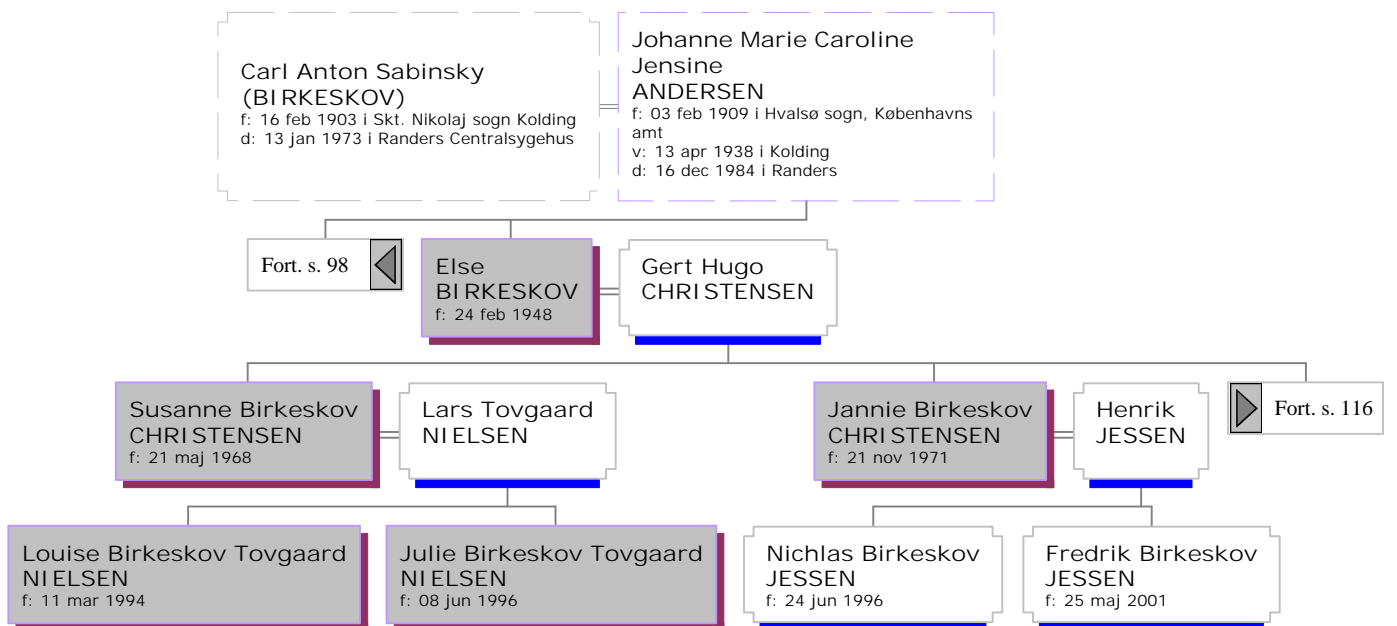 Carl Anton Sabinsky
(BIRKESKOV)
f: 16 feb 1903 i Skt. Nikolaj sogn Kolding
d: 13 jan 1973 i Randers Centralsygehus
Johanne Marie Caroline
Jensine
ANDERSEN
f: 03 feb 1909 i Hvalsø sogn, Københavns
amt
v: 13 apr 1938 i Kolding
d: 16 dec 1984 i Randers
Fort. s. 98
Else
BIRKESKOV
f: 24 feb 1948
Gert Hugo
CHRISTENSEN
Susanne Birkeskov
CHRISTENSEN
f: 21 maj 1968
Lars Tovgaard
NIELSEN
Jannie Birkeskov
CHRISTENSEN
f: 21 nov 1971
Henrik
JESSEN
Fort. s. 116
Louise Birkeskov Tovgaard
NIELSEN
f: 11 mar 1994
Julie Birkeskov Tovgaard
NIELSEN
f: 08 jun 1996
Nichlas Birkeskov
JESSEN
f: 24 jun 1996
Fredrik Birkeskov
JESSEN
f: 25 maj 2001